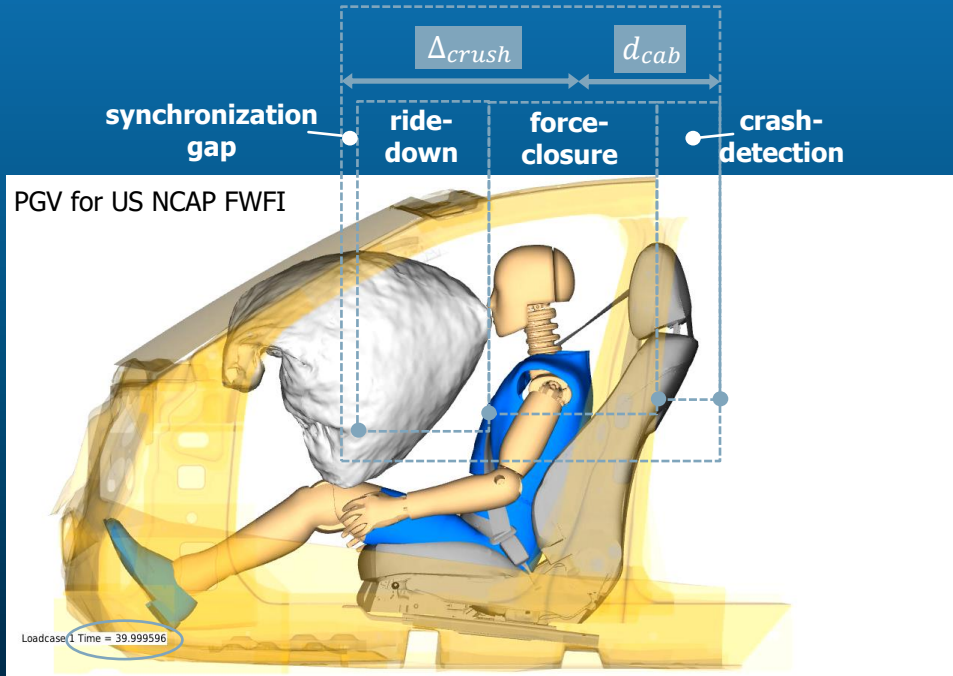 Δcrush
dcab
synchronization
gap
ride-
down
force-
closure
crash-
detection
PGV for US NCAP FWFI
Loadcase 1 Time = 39.999596